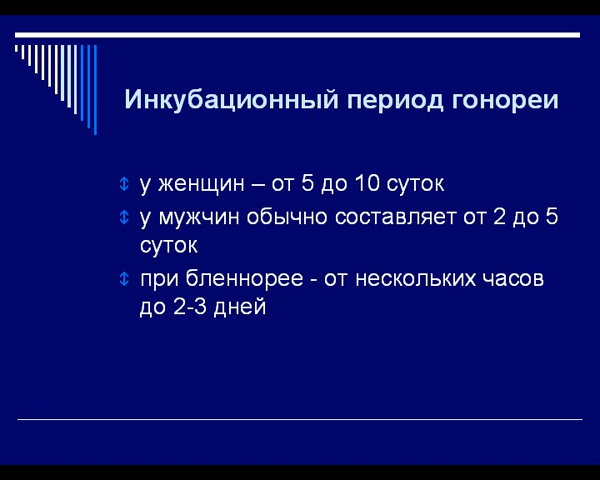 Инкубационный период гонореи
у женщин – от 5 до 10 суток
у мужчин обычно составляет от 2 до 5
суток
при бленнорее - от нескольких часов
до 2-3 дней